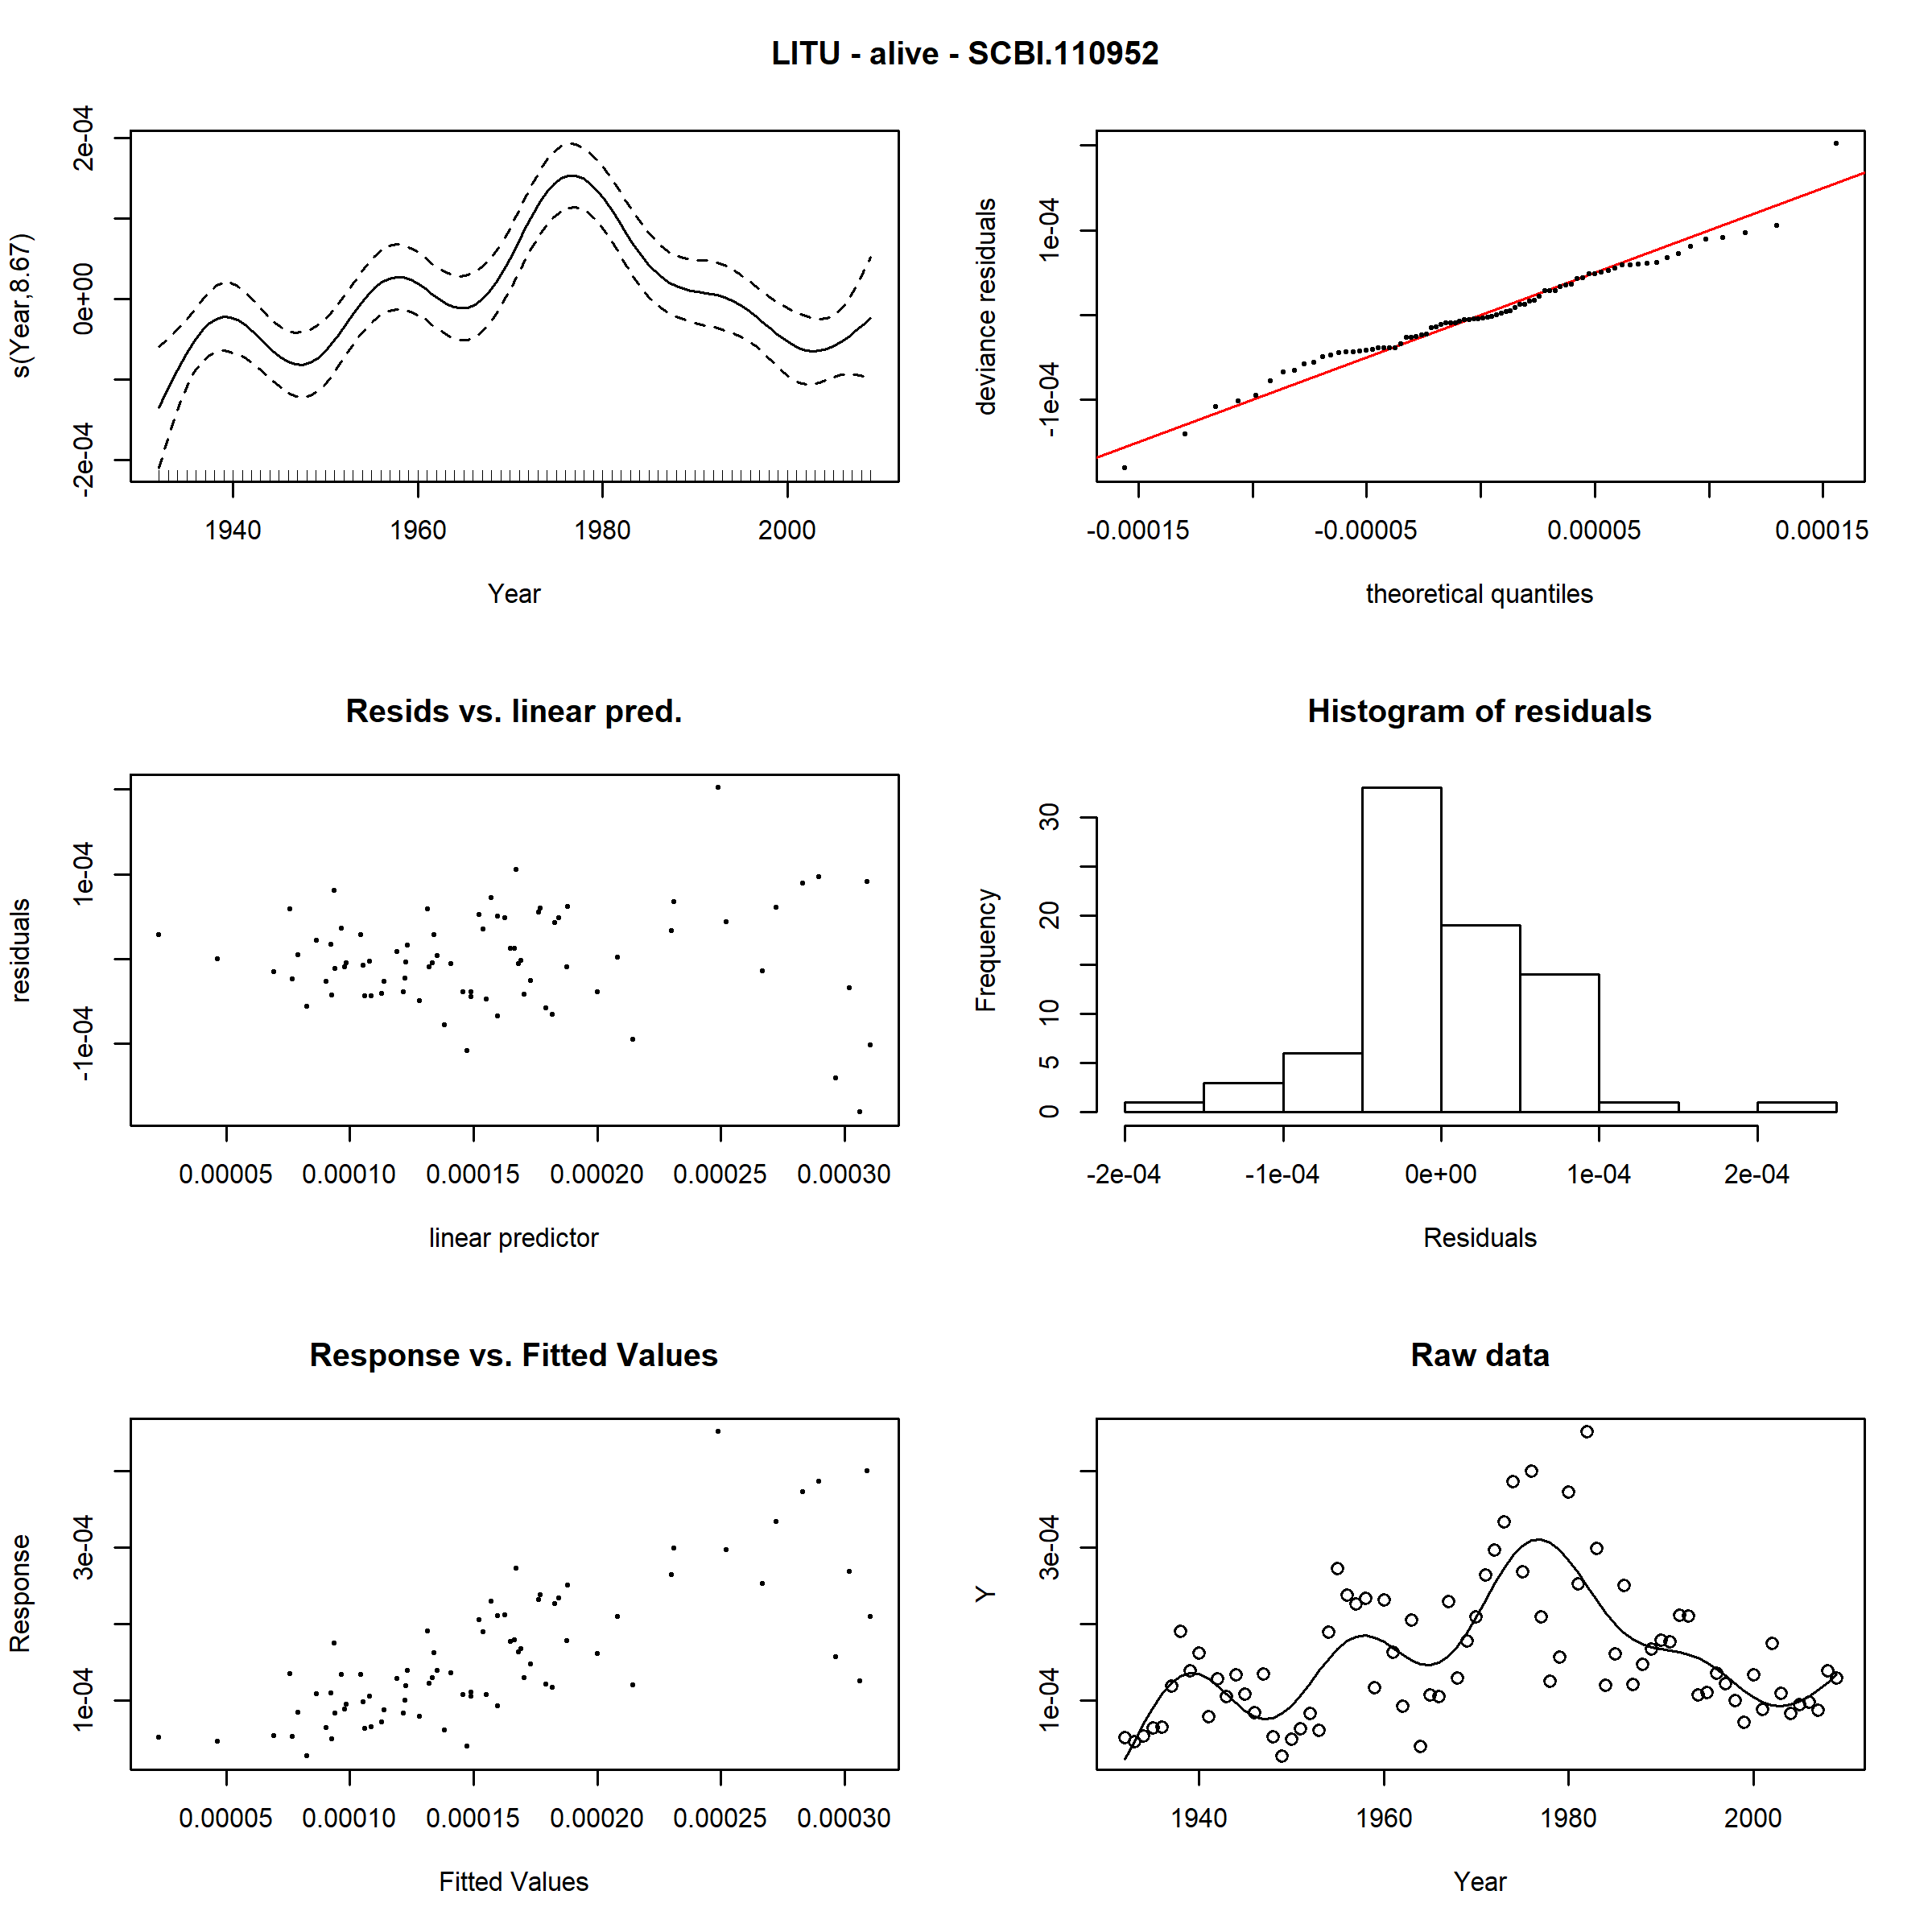 LITU - alive - SCBI.110952
s(Year,8.67)
-2e-04 0e+00 2e-04
1940 1960 1980 2000
Year
deviance residuals
-1e-04 1e-04
-0.00015 -0.00005 0.00005 0.00015
theoretical quantiles
Resids vs. linear pred.
residuals
-1e-04 1e-04
0.00005 0.00010 0.00015 0.00020 0.00025 0.00030
linear predictor
Histogram of residuals
Frequency
0 5 10 20 30
-2e-04 -1e-04 0e+00 1e-04 2e-04
Residuals
Response vs. Fitted Values
Response
1e-04 3e-04
0.00005 0.00010 0.00015 0.00020 0.00025 0.00030
Fitted Values
Raw data
Y
1e-04 3e-04
1940 1960 1980 2000
Year